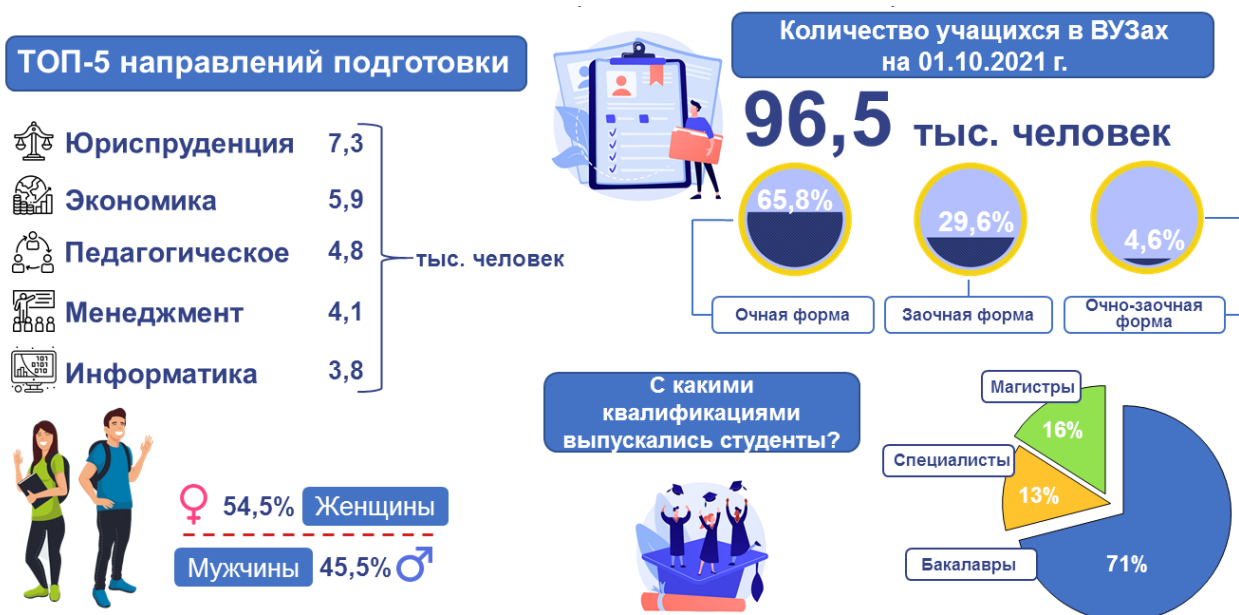 ТОП-5 направлений подготовки
Юриспруденция 7,3
Экономика 5,9
Педагогическое 4,8
Менеджмент 4,1
Информатика 3,8
тыс. человек
54,5% Женщины
Мужчины 45,5%
Количество учащихся в ВУЗах
на 01.10.2021 г.
96,5 тыс. человек
65,8%
29,6%
4,6%
Очная форма
Заочная форма
Очно-заочная
форма
С какими
квалификациями
выпускались студенты?
Магистры
16%
Специалисты
13%
Бакалавры
71%